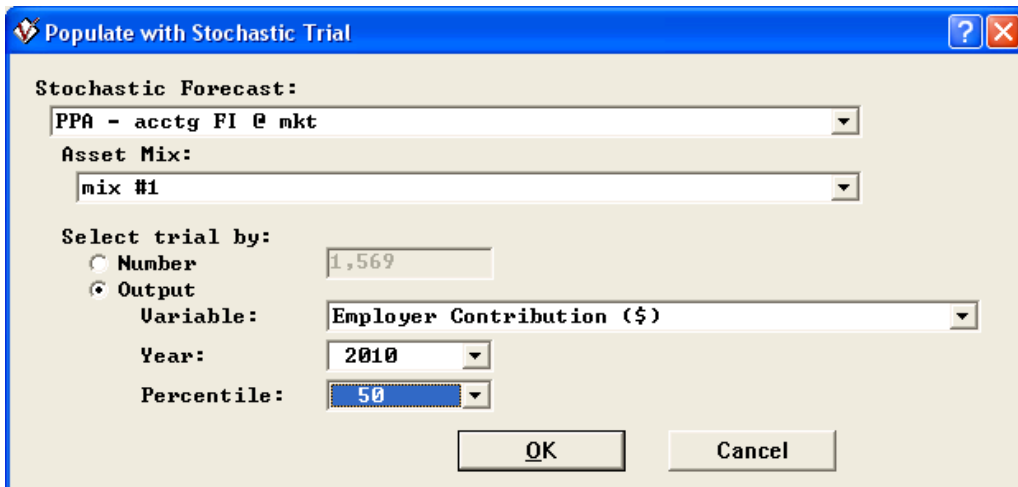 Populate with Stochastic Trial
Stochastic Forecast:
PPA - acctg FI @ mkt
Asset Mix:
mix #1
Select trial by:
Number 1,569
Output
Variable: Employer Contribution ($)
Year: 2010
Percentile: 50
OK Cancel